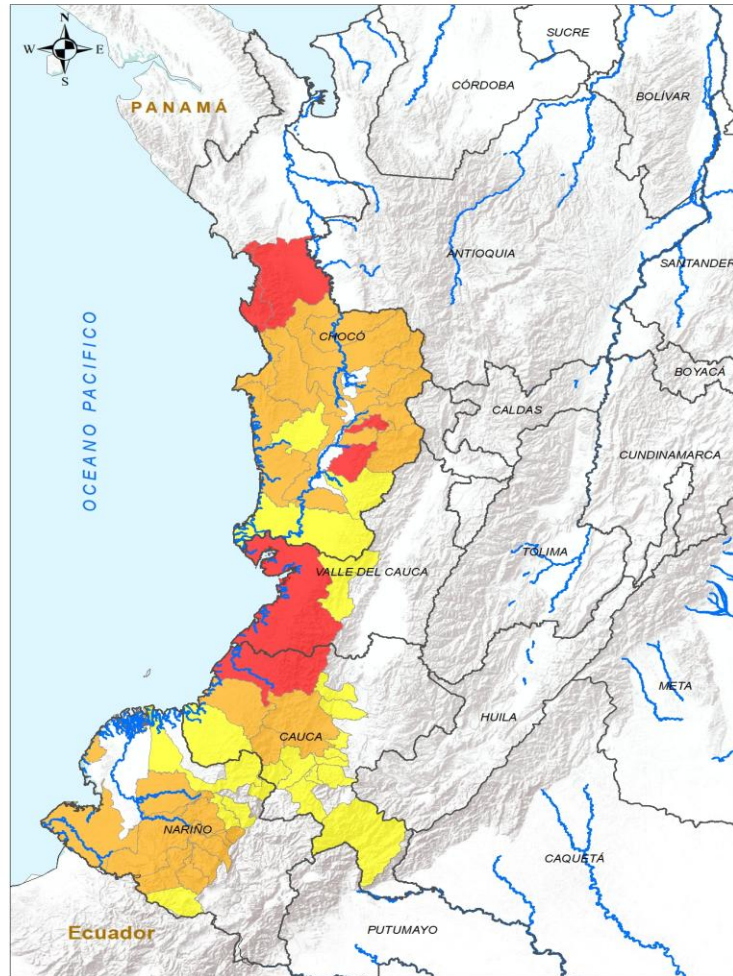 N
W E
S
SUCRE
CÓRDOBA
BOLÍVAR
PANAMÁ
ANTIOQUIA
SANTANDER
OCEANO PACIFICO
CHOCÓ
BOYACÁ
CALDAS
CUNDINAMARCA
TOLIMA
VALLE DEL CAUCA
META
HUILA
CAUCA
NARIÑO
CAQUETÁ
Ecuador
PUTUMAYO